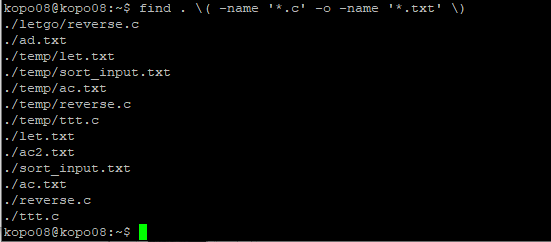 kopo08@kopo08:~$ find . \( -name '*.c' -o -name '*.txt' \)
./letgo/reverse.c
./ad.txt
./temp/let.txt
./temp/sort_input.txt
./temp/ac.txt
./temp/reverse.c
./temp/ttt.c
./let.txt
./ac2.txt
./sort_input.txt
./ac.txt
./reverse.c
./ttt.c
kopo08@kopo08:~$